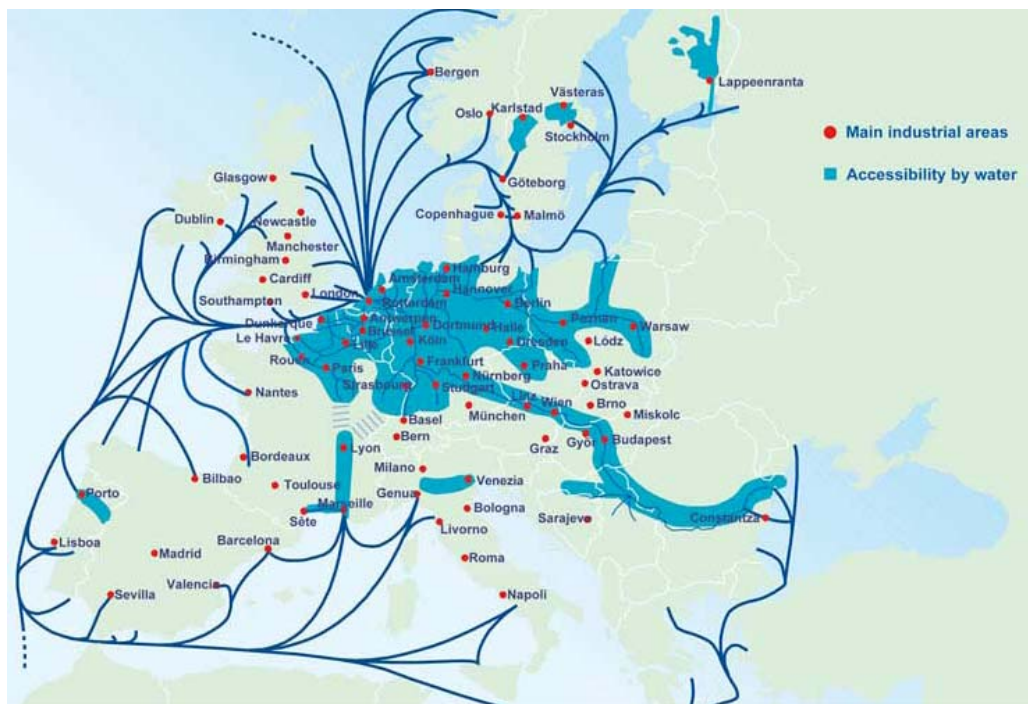 Bergen
Lappeenranta
Västeras
Oslo
Karlstad
Stockholm
Main industrial areas
Accessibility by water
Glasgow
Göteborg
Dublin
Newcastle
Copenhague
Malmö
Manchester
Birmingham
Hamburg
Cardiff
Amsterdam
London
Hannover
Southampton
Rotterdam
Berlin
Dunkerque
Antwerpen
Dortmund
Halle
Poznan
Warsaw
Brussel
Le Havre
Lille
Köln
Dresden
Lódz
Rouen
Paris
Frankfurt
Praha
Katowice
Strasbourg
Nürnberg
Ostrava
Nantes
Stuttgart
Linz
Wien
München
Brno
Miskolc
Basel
Bern
Graz
Györ
Budapest
Bordeaux
Lyon
Milano
Bilbao
Toulouse
Genua
Venezia
Porto
Sète
Marseille
Bologna
Sarajevo
Constantza
Livorno
Lisboa
Madrid
Barcelona
Roma
Valencia
Sevilla
Napoli